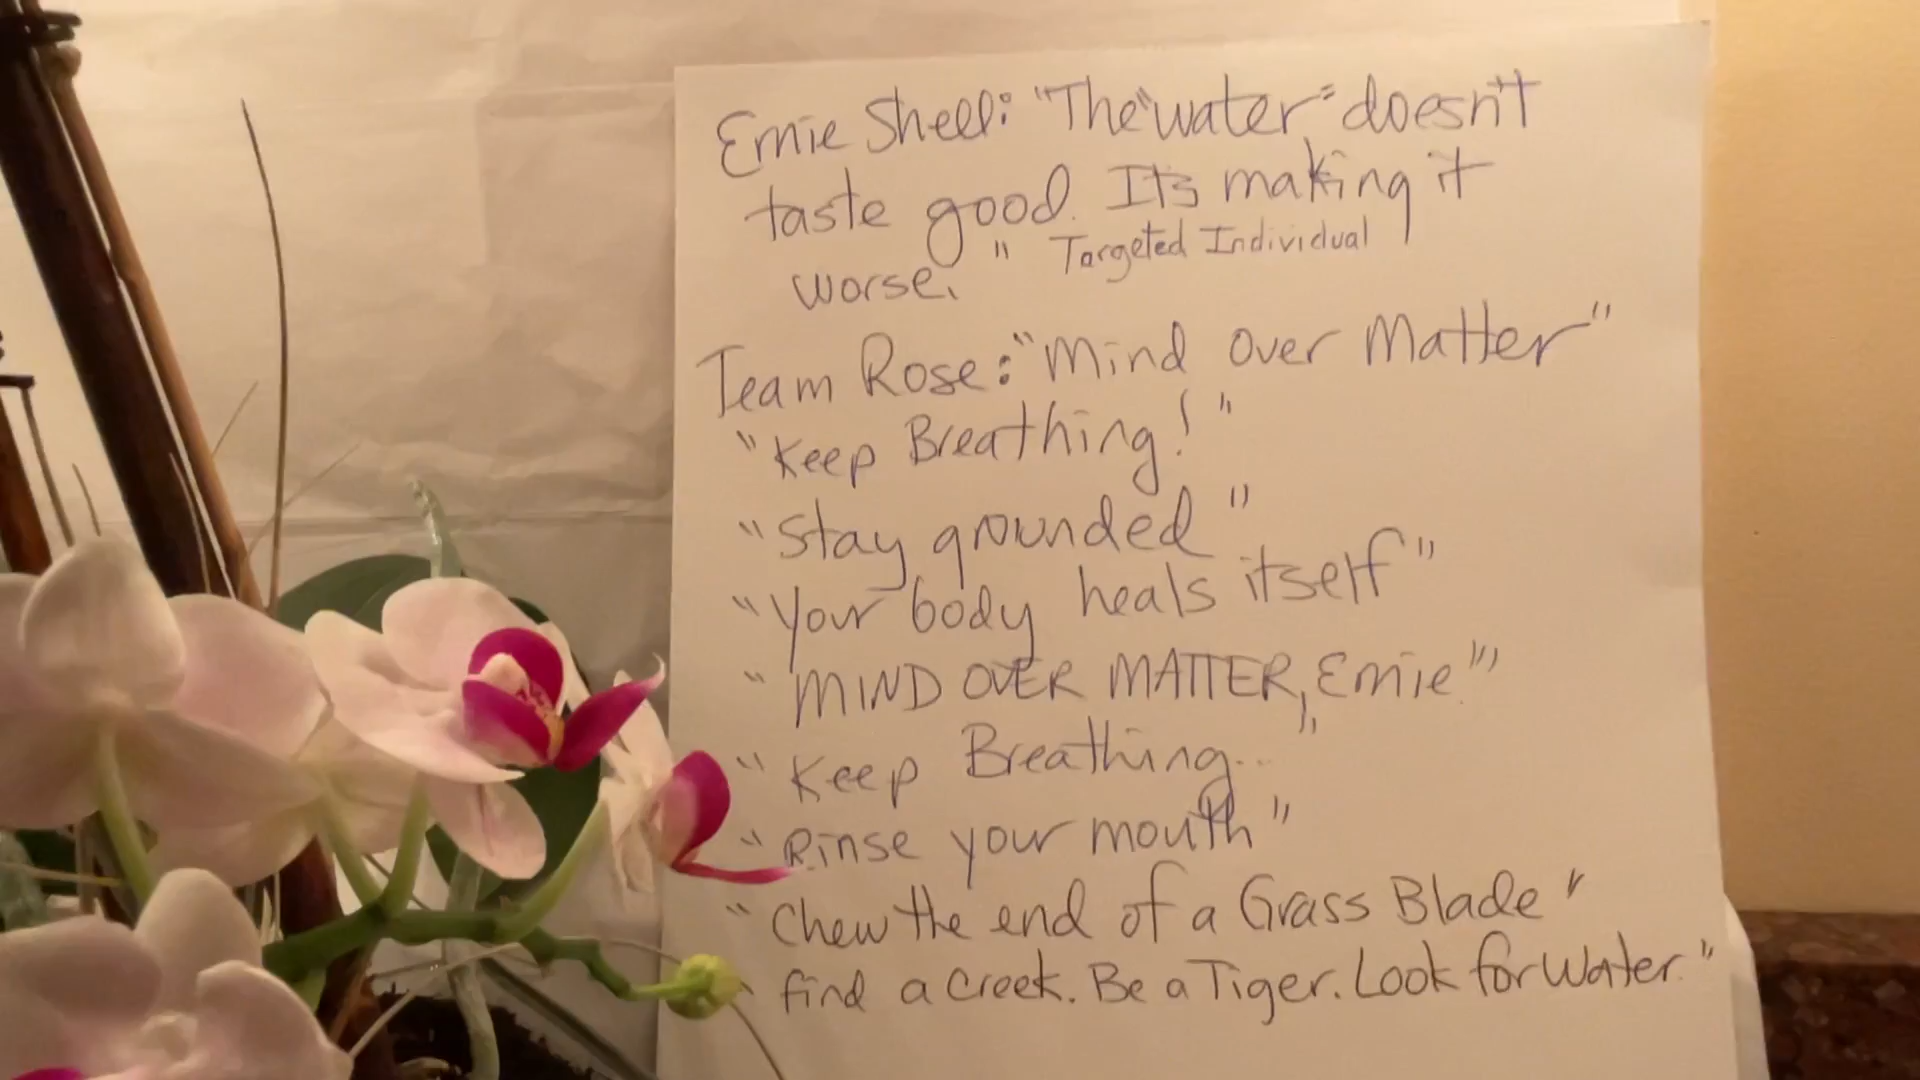 Ernie Shell: "The "water" doesn't
taste good. It's making it
worse." Targeted Individual
Team Rose: "Mind Over Matter"
"Keep Breathing!"
"Stay grounded"
"Your body heals itself"
"MIND OVER MATTER, Ernie."
"Keep Breathing..."
"Rinse your mouth"
"Chew the end of a Grass Blade"
"find a creek. Be a Tiger. Look for Water."